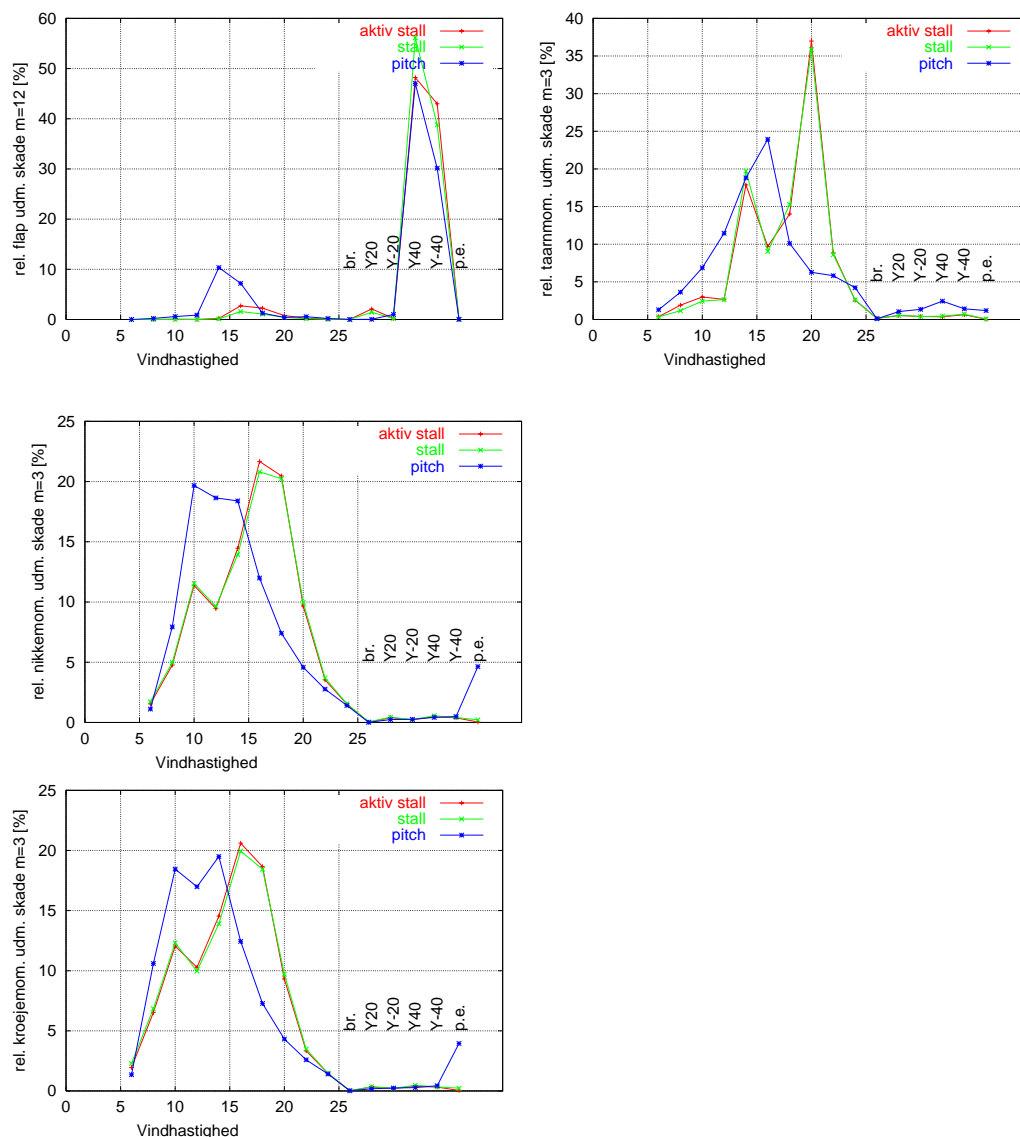 rel. flap udm. skade m=12 [%]
60
50
40
30
20
10
0
aktiv stall
stall
pitch
br.
Y20
Y-20
Y40
Y-40
p.e.
0 5 10 15 20 25
Vindhastighed
rel. taarnmom. udm. skade m=3 [%]
40
35
30
25
20
15
10
5
0
aktiv stall
stall
pitch
br.
Y20
Y-20
Y40
Y-40
p.e.
0 5 10 15 20 25
Vindhastighed
rel. nikkemom. udm. skade m=3 [%]
25
20
15
10
5
0
aktiv stall
stall
pitch
br.
Y20
Y-20
Y40
Y-40
p.e.
0 5 10 15 20 25
Vindhastighed
rel. kroejemom. udm. skade m=3 [%]
25
20
15
10
5
0
aktiv stall
stall
pitch
br.
Y20
Y-20
Y40
Y-40
p.e.
0 5 10 15 20 25
Vindhastighed